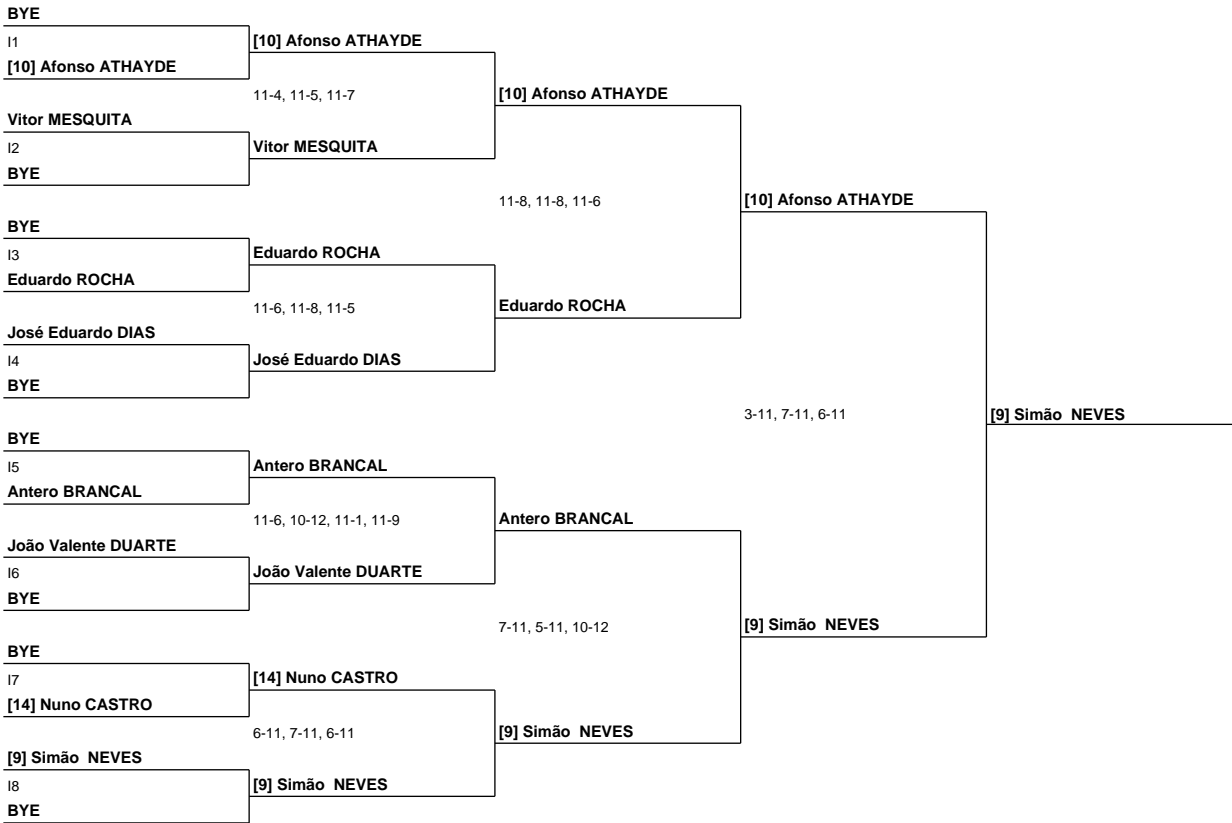 BYE
I1
[10] Afonso ATHAYDE
[10] Afonso ATHAYDE
11-4, 11-5, 11-7
[10] Afonso ATHAYDE
Vitor MESQUITA
I2
Vitor MESQUITA
BYE
11-8, 11-8, 11-6
[10] Afonso ATHAYDE
BYE
I3
Eduardo ROCHA
Eduardo ROCHA
11-6, 11-8, 11-5
Eduardo ROCHA
José Eduardo DIAS
I4
José Eduardo DIAS
BYE
3-11, 7-11, 6-11
[9] Simão NEVES
BYE
I5
Antero BRANCAL
Antero BRANCAL
11-6, 10-12, 11-1, 11-9
Antero BRANCAL
João Valente DUARTE
I6
João Valente DUARTE
BYE
7-11, 5-11, 10-12
[9] Simão NEVES
BYE
I7
[14] Nuno CASTRO
[14] Nuno CASTRO
6-11, 7-11, 6-11
[9] Simão NEVES
[9] Simão NEVES
I8
[9] Simão NEVES
BYE